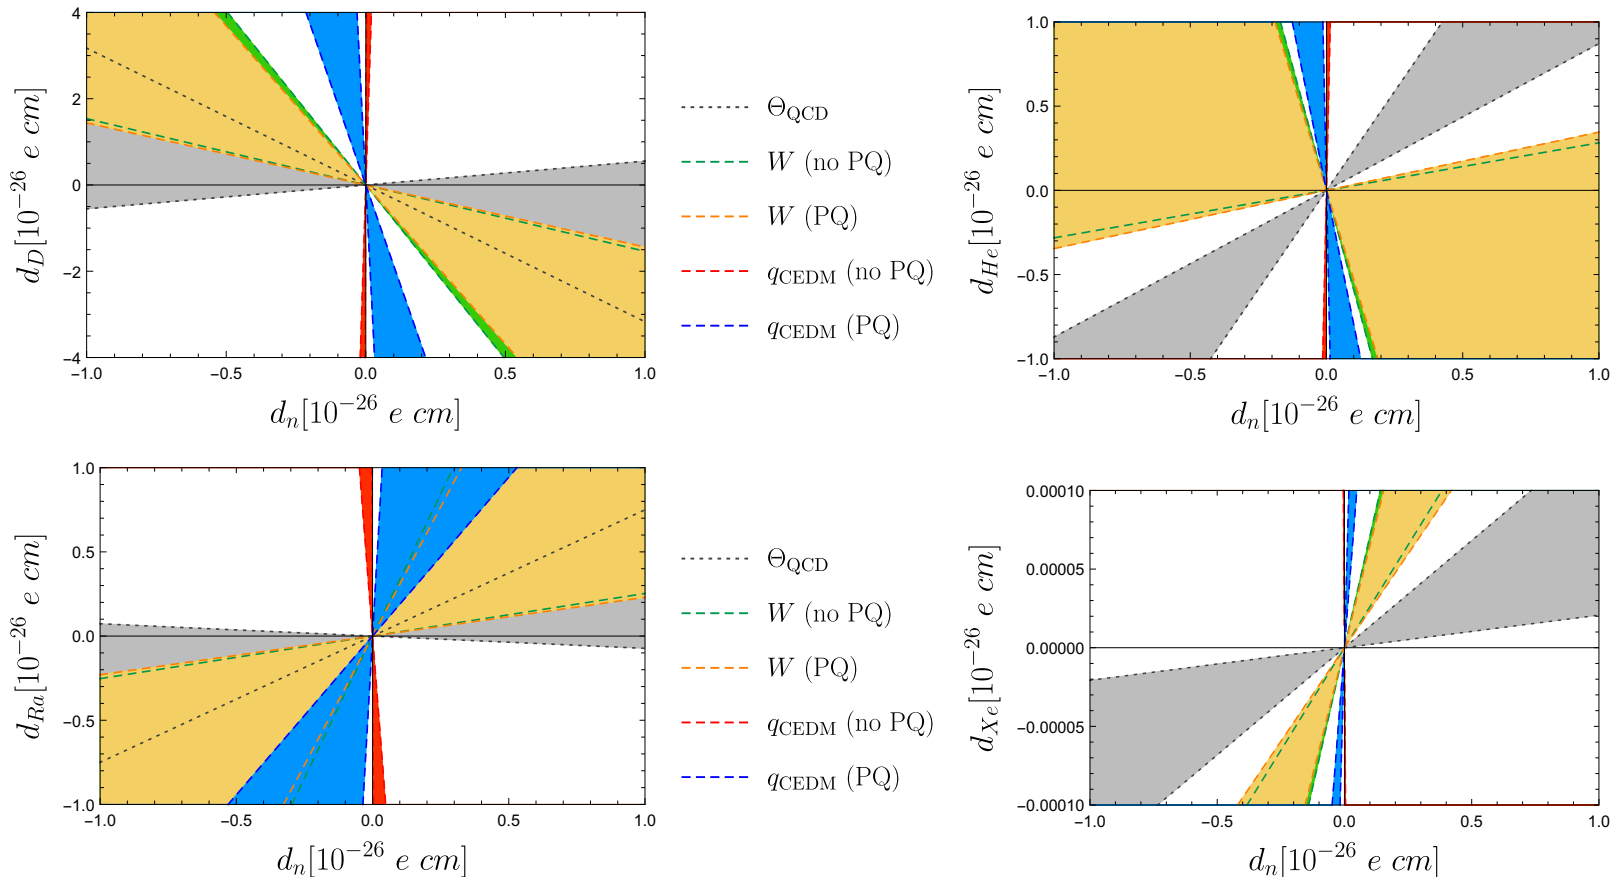 4
2
0
−2
−4
−1.0 −0.5 0.0 0.5 1.0
d_D[10^{−26} e cm]
d_n[10^{−26} e cm]
Θ_QCD
W (no PQ)
W (PQ)
q_CEDM (no PQ)
q_CEDM (PQ)
1.0
0.5
0.0
−0.5
−1.0
−1.0 −0.5 0.0 0.5 1.0
d_{He}[10^{−26} e cm]
d_n[10^{−26} e cm]
1.0
0.5
0.0
−0.5
−1.0
−1.0 −0.5 0.0 0.5 1.0
d_{Ra}[10^{−26} e cm]
d_n[10^{−26} e cm]
Θ_QCD
W (no PQ)
W (PQ)
q_CEDM (no PQ)
q_CEDM (PQ)
0.00010
0.00005
0.00000
−0.00005
−0.00010
−1.0 −0.5 0.0 0.5 1.0
d_{Xe}[10^{−26} e cm]
d_n[10^{−26} e cm]